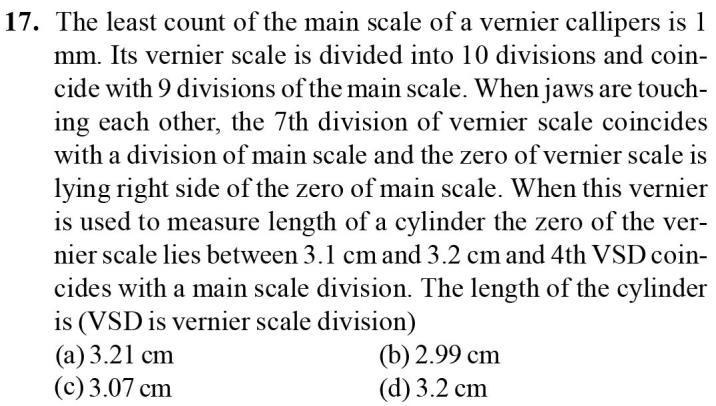 17. The least count of the main scale of a vernier callipers is 1
mm. Its vernier scale is divided into 10 divisions and coin-
cide with 9 divisions of the main scale. When jaws are touch-
ing each other, the 7th division of vernier scale coincides
with a division of main scale and the zero of vernier scale is
lying right side of the zero of main scale. When this vernier
is used to measure length of a cylinder the zero of the ver-
nier scale lies between 3.1 cm and 3.2 cm and 4th VSD coin-
cides with a main scale division. The length of the cylinder
is (VSD is vernier scale division)
(a) 3.21 cm (b) 2.99 cm
(c) 3.07 cm (d) 3.2 cm